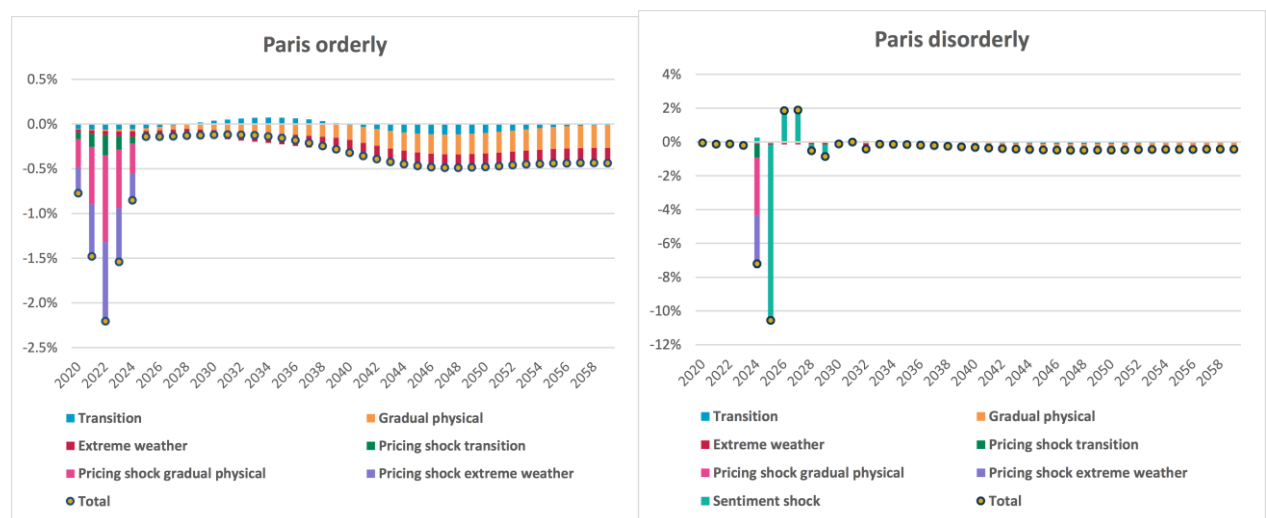 Paris orderly
0.5%
0.0%
-0.5%
-1.0%
-1.5%
-2.0%
-2.5%
2020 2022 2024 2026 2028 2030 2032 2034 2036 2038 2040 2042 2044 2046 2048 2050 2052 2054 2056 2058
Transition Gradual physical
Extreme weather Pricing shock transition
Pricing shock gradual physical Pricing shock extreme weather
Total
Paris disorderly
4%
2%
0%
-2%
-4%
-6%
-8%
-10%
-12%
2020 2022 2024 2026 2028 2030 2032 2034 2036 2038 2040 2042 2044 2046 2048 2050 2052 2054 2056 2058
Transition Gradual physical
Extreme weather Pricing shock transition
Pricing shock gradual physical Pricing shock extreme weather
Sentiment shock Total